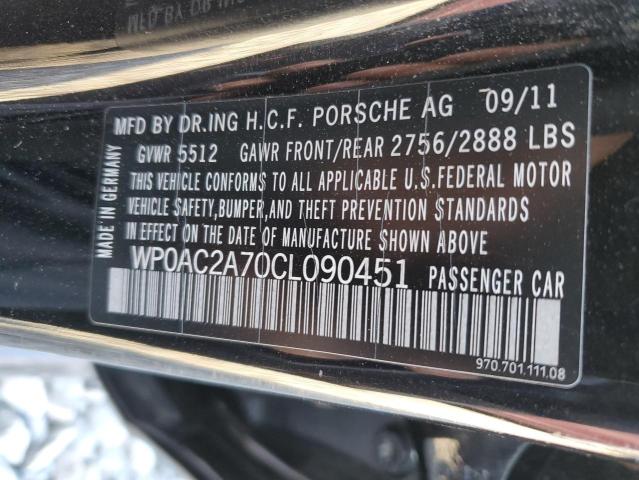 MFD BY DR.ING H.C.F. PORSCHE AG 09/11
GVWR 5512 GAWR FRONT/REAR 2756/2888 LBS
THIS VEHICLE CONFORMS TO ALL APPLICABLE U.S.FEDERAL MOTOR
VEHICLE SAFETY,BUMPER,AND THEFT PREVENTION STANDARDS
IN EFFECT ON THE DATE OF MANUFACTURE SHOWN ABOVE
WP0AC2A70CL090451 PASSENGER CAR
970.701.111.08
MADE IN GERMANY